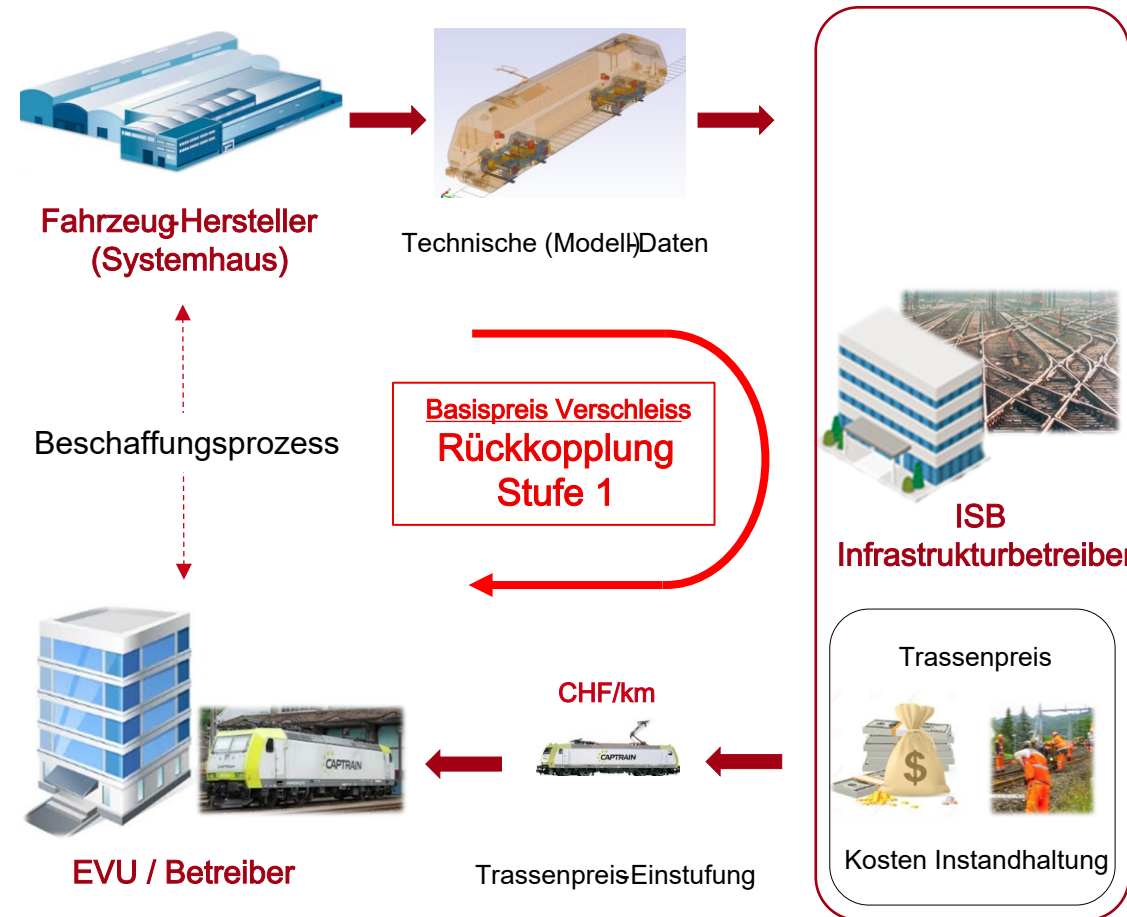 Fahrzeug-Hersteller
(Systemhaus)
Technische (Modell-)Daten
Beschaffungsprozess
Basispreis Verschleiss
Rückkopplung
Stufe 1
ISB
Infrastrukturbetreiber
Trassenpreis
$
Kosten Instandhaltung
CHF/km
CAPTRAIN
CAPTRAIN
EVU / Betreiber
Trassenpreis-Einstufung